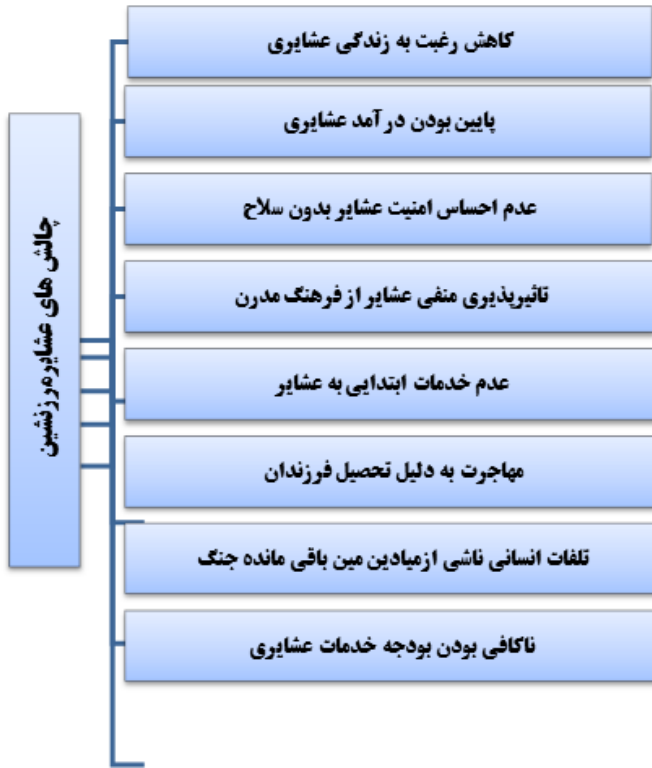 چالش های عشایرمرزنشین
کاهش رغبت به زندگی عشایری
پایین بودن درآمد عشایری
عدم احساس امنیت عشایر بدون سلاح
تاثیرپذیری منفی عشایر از فرهنگ مدرن
عدم خدمات ابتدایی به عشایر
مهاجرت به دلیل تحصیل فرزندان
تلفات انسانی ناشی ازمیادین مین باقی مانده جنگ
ناکافی بودن بودجه خدمات عشایری